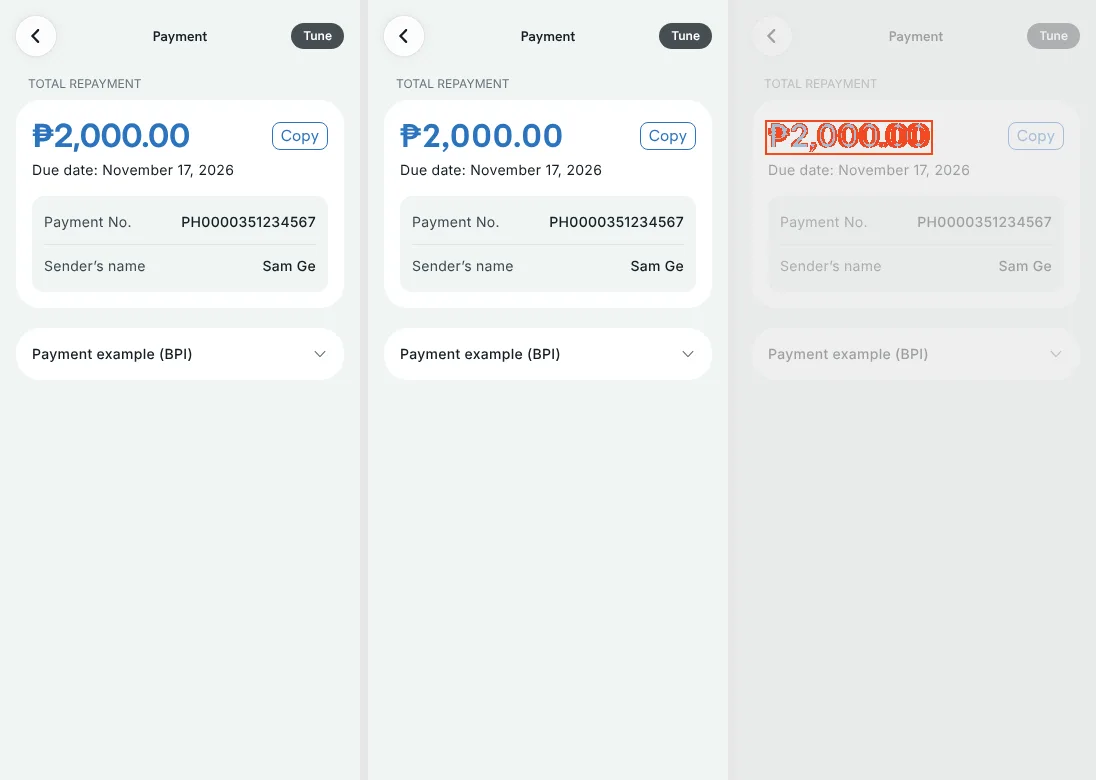 Payment
Tune
TOTAL REPAYMENT
₱2,000.00
Copy
Due date: November 17, 2026
Payment No.
PH0000351234567
Sender’s name
Sam Ge
Payment example (BPI)
Payment
Tune
TOTAL REPAYMENT
₱2,000.00
Copy
Due date: November 17, 2026
Payment No.
PH0000351234567
Sender’s name
Sam Ge
Payment example (BPI)
Payment
Tune
TOTAL REPAYMENT
₱2,000.00
Copy
Due date: November 17, 2026
Payment No.
PH0000351234567
Sender’s name
Sam Ge
Payment example (BPI)